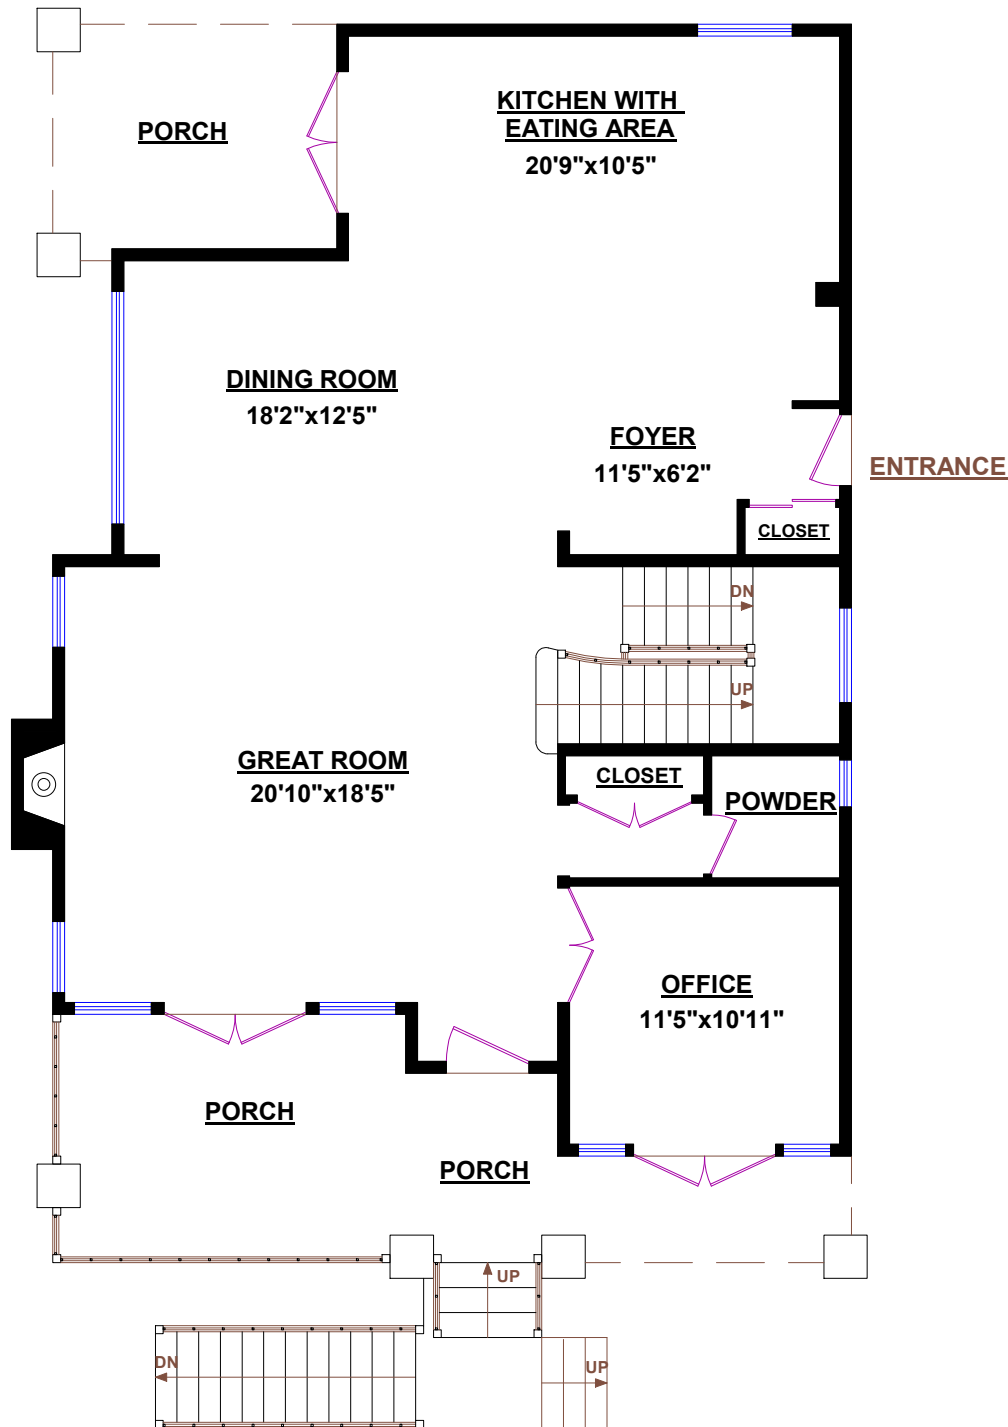 KITCHEN WITH
EATING AREA
20'9"x10'5"
PORCH
DINING ROOM
18'2"x12'5"
FOYER
11'5"x6'2"
ENTRANCE
CLOSET
DN
UP
GREAT ROOM
20'10"x18'5"
CLOSET
POWDER
OFFICE
11'5"x10'11"
PORCH
PORCH
UP
DN
UP